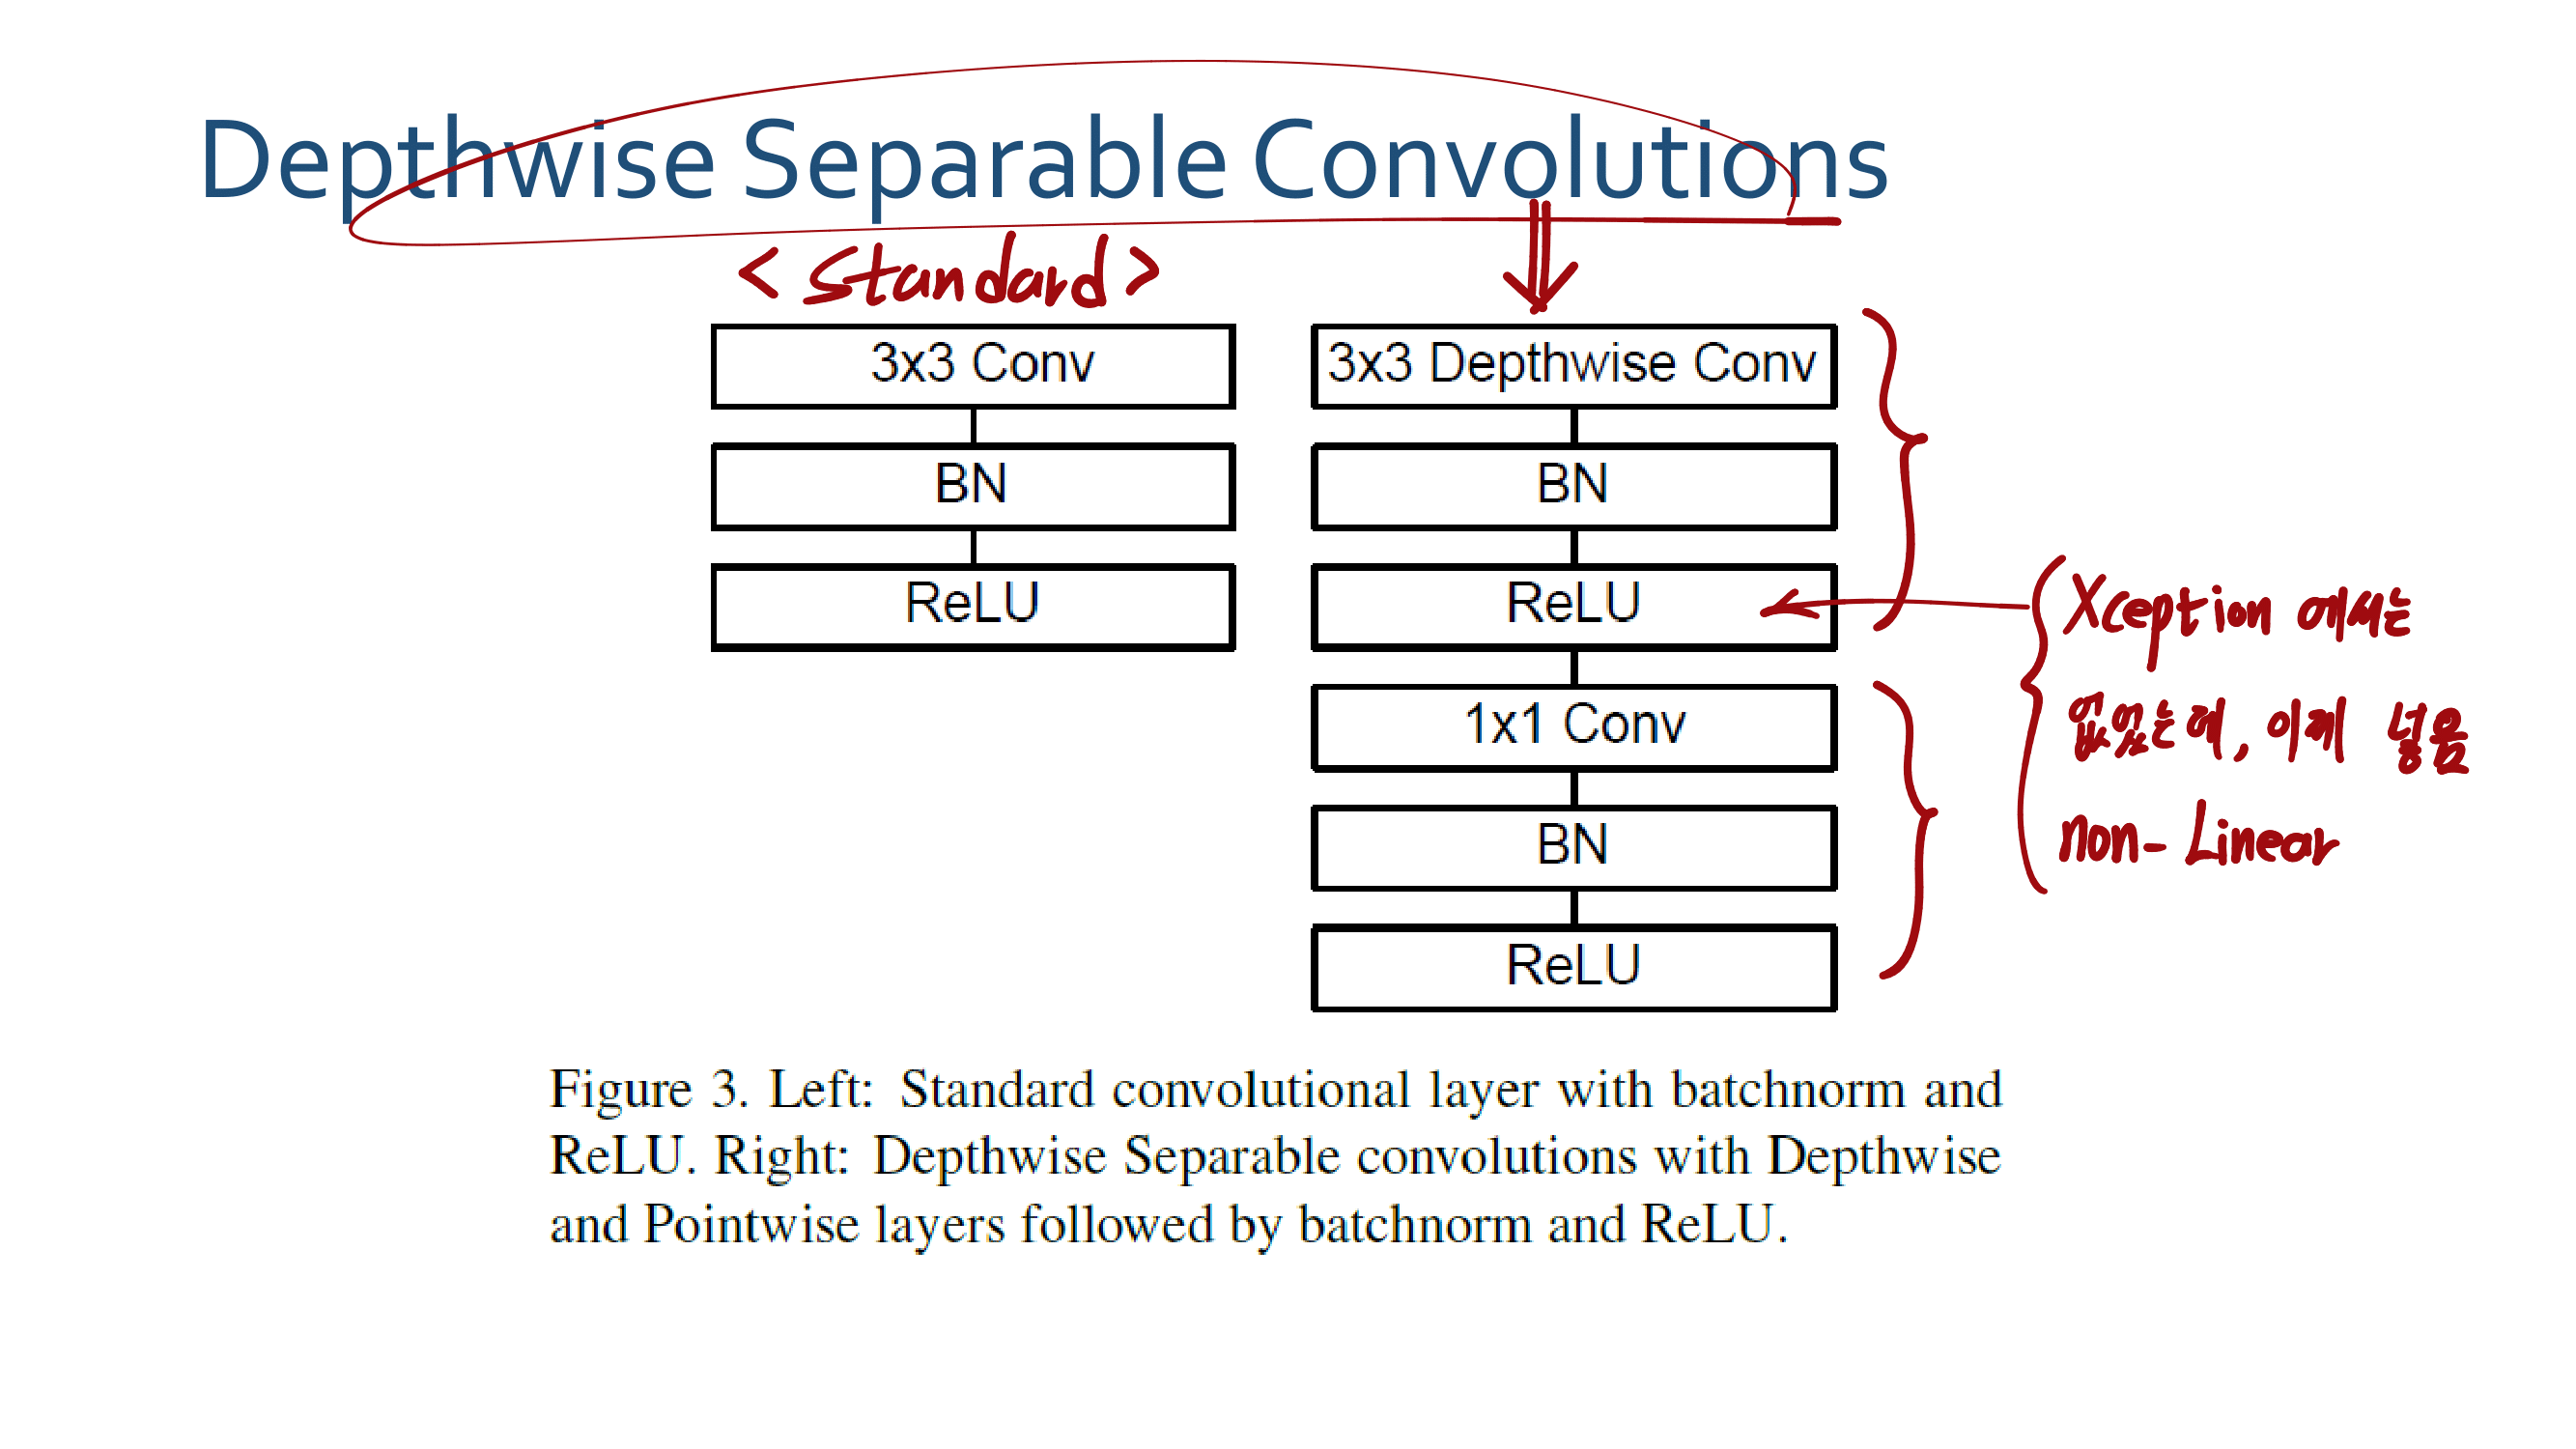 Depthwise Separable Convolutions
< Standard >
3x3 Conv
BN
ReLU
3x3 Depthwise Conv
BN
ReLU
1x1 Conv
BN
ReLU
Xception 에서는
없었는데, 이제 넣음
non-Linear
Figure 3. Left: Standard convolutional layer with batchnorm and
ReLU. Right: Depthwise Separable convolutions with Depthwise
and Pointwise layers followed by batchnorm and ReLU.